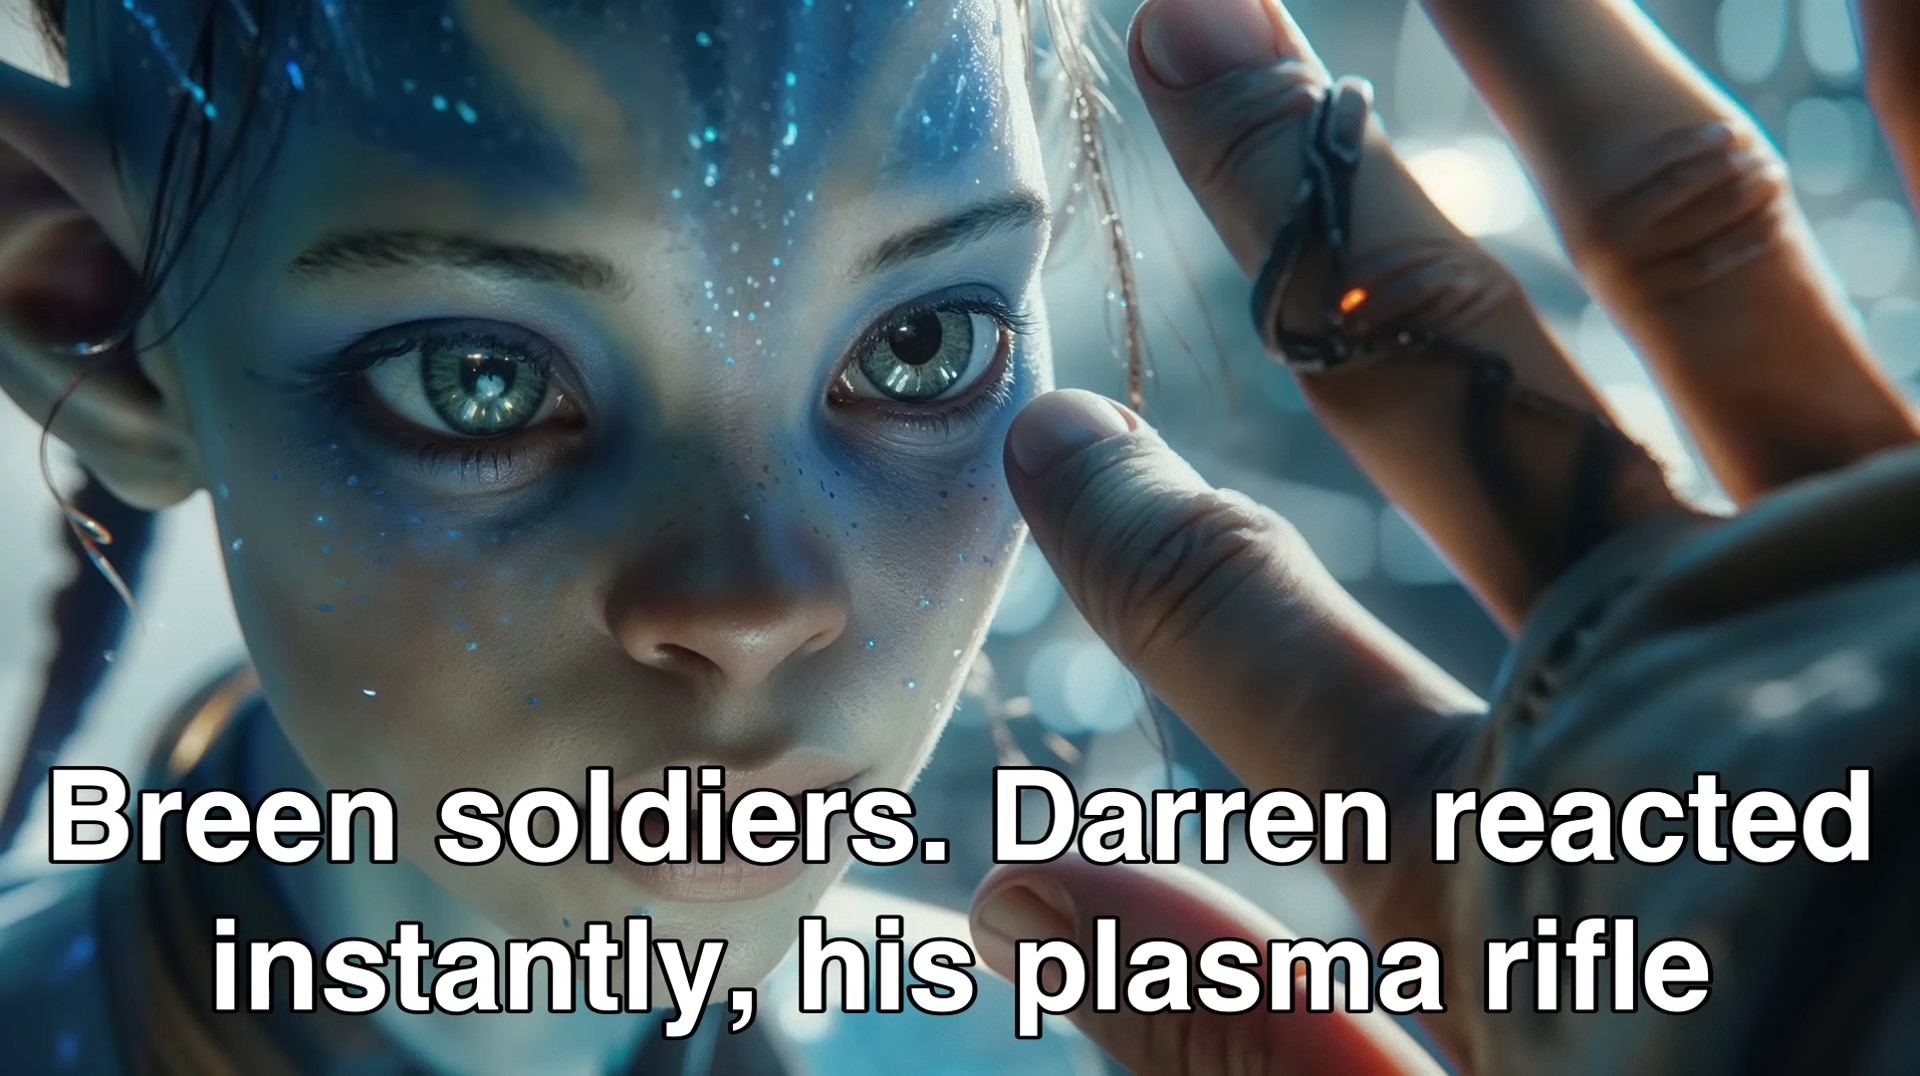 Breen soldiers. Darren reacted
instantly, his plasma rifle